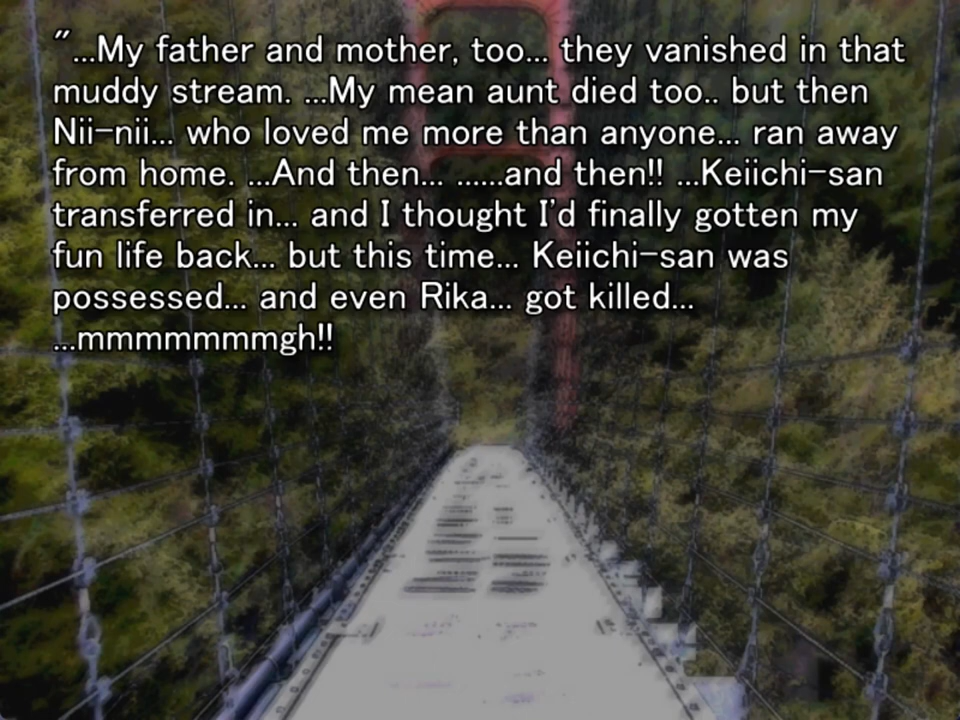 "...My father and mother, too... they vanished in that
muddy stream. ...My mean aunt died too.. but then
Nii-nii... who loved me more than anyone... ran away
from home. ...And then... ......and then!! ...Keiichi-san
transferred in... and I thought I'd finally gotten my
fun life back... but this time... Keiichi-san was
possessed... and even Rika... got killed...
...mmmmmmmgh!!